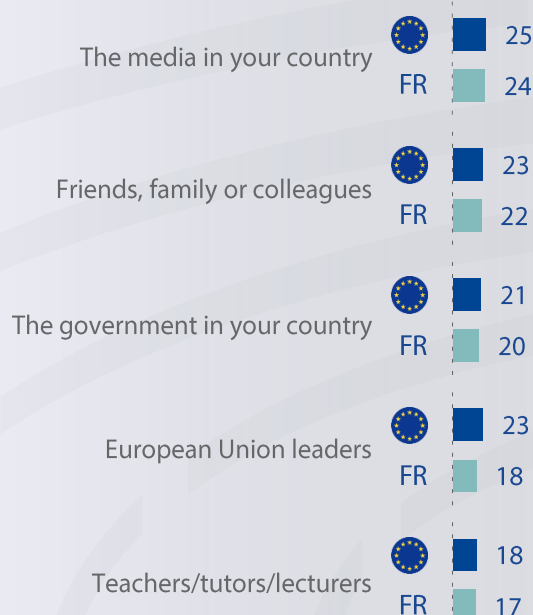 The media in your country
25
FR 24
Friends, family or colleagues
23
FR 22
The government in your country
21
FR 20
European Union leaders
23
FR 18
Teachers/tutors/lecturers
18
FR 17